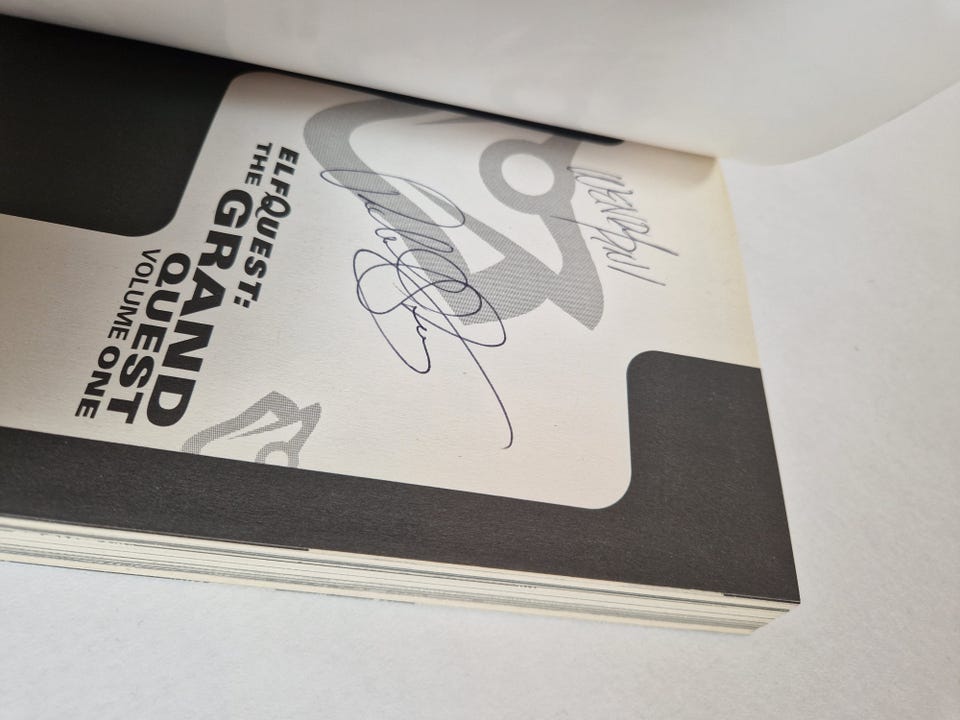 ELFQUEST:
THE GRAND
QUEST
VOLUME ONE